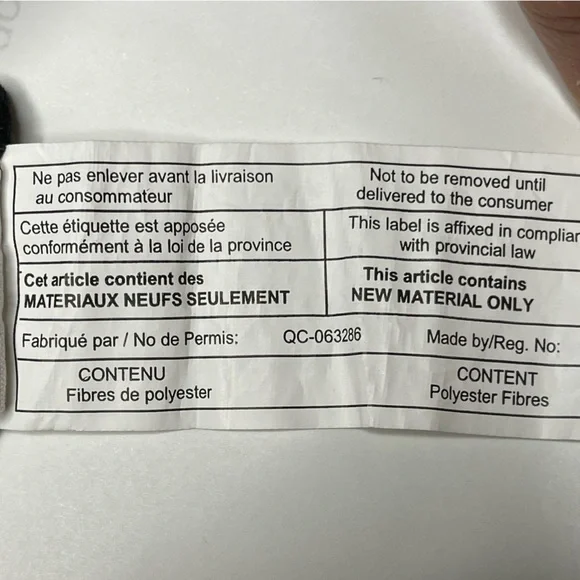 Ne pas enlever avant la livraison
au consommateur
Not to be removed until
delivered to the consumer
Cette étiquette est apposée
conformément à la loi de la province
This label is affixed in
with provincial law
Cet article contient des
MATERIAUX NEUFS SEULEMENT
This article contains
NEW MATERIAL ONLY
Fabriqué par / No de Permis: QC-063286 Made by/Reg. No:
CONTENU
Fibres de polyester
CONTENT
Polyester Fibres